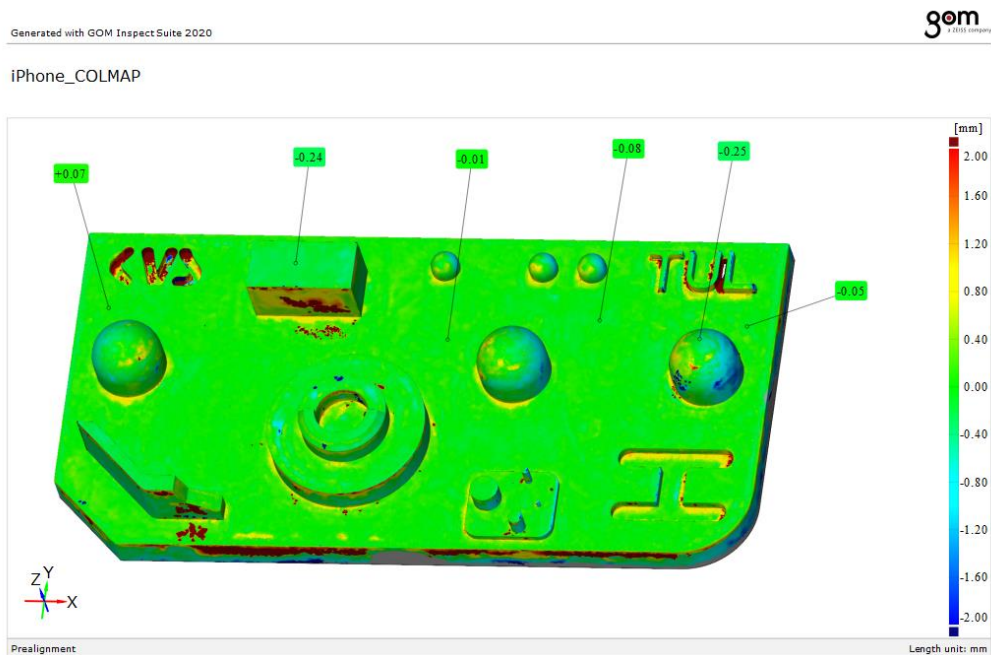 gom
a ZEISS company
Generated with GOM Inspect Suite 2020
iPhone_COLMAP
[mm]
+0.07
-0.24
-0.01
-0.08
-0.25
-0.05
2.00
1.60
1.20
0.80
0.40
0.00
-0.40
-0.80
-1.20
-1.60
-2.00
KVS
TUL
Z Y
X
Prealignment
Length unit: mm